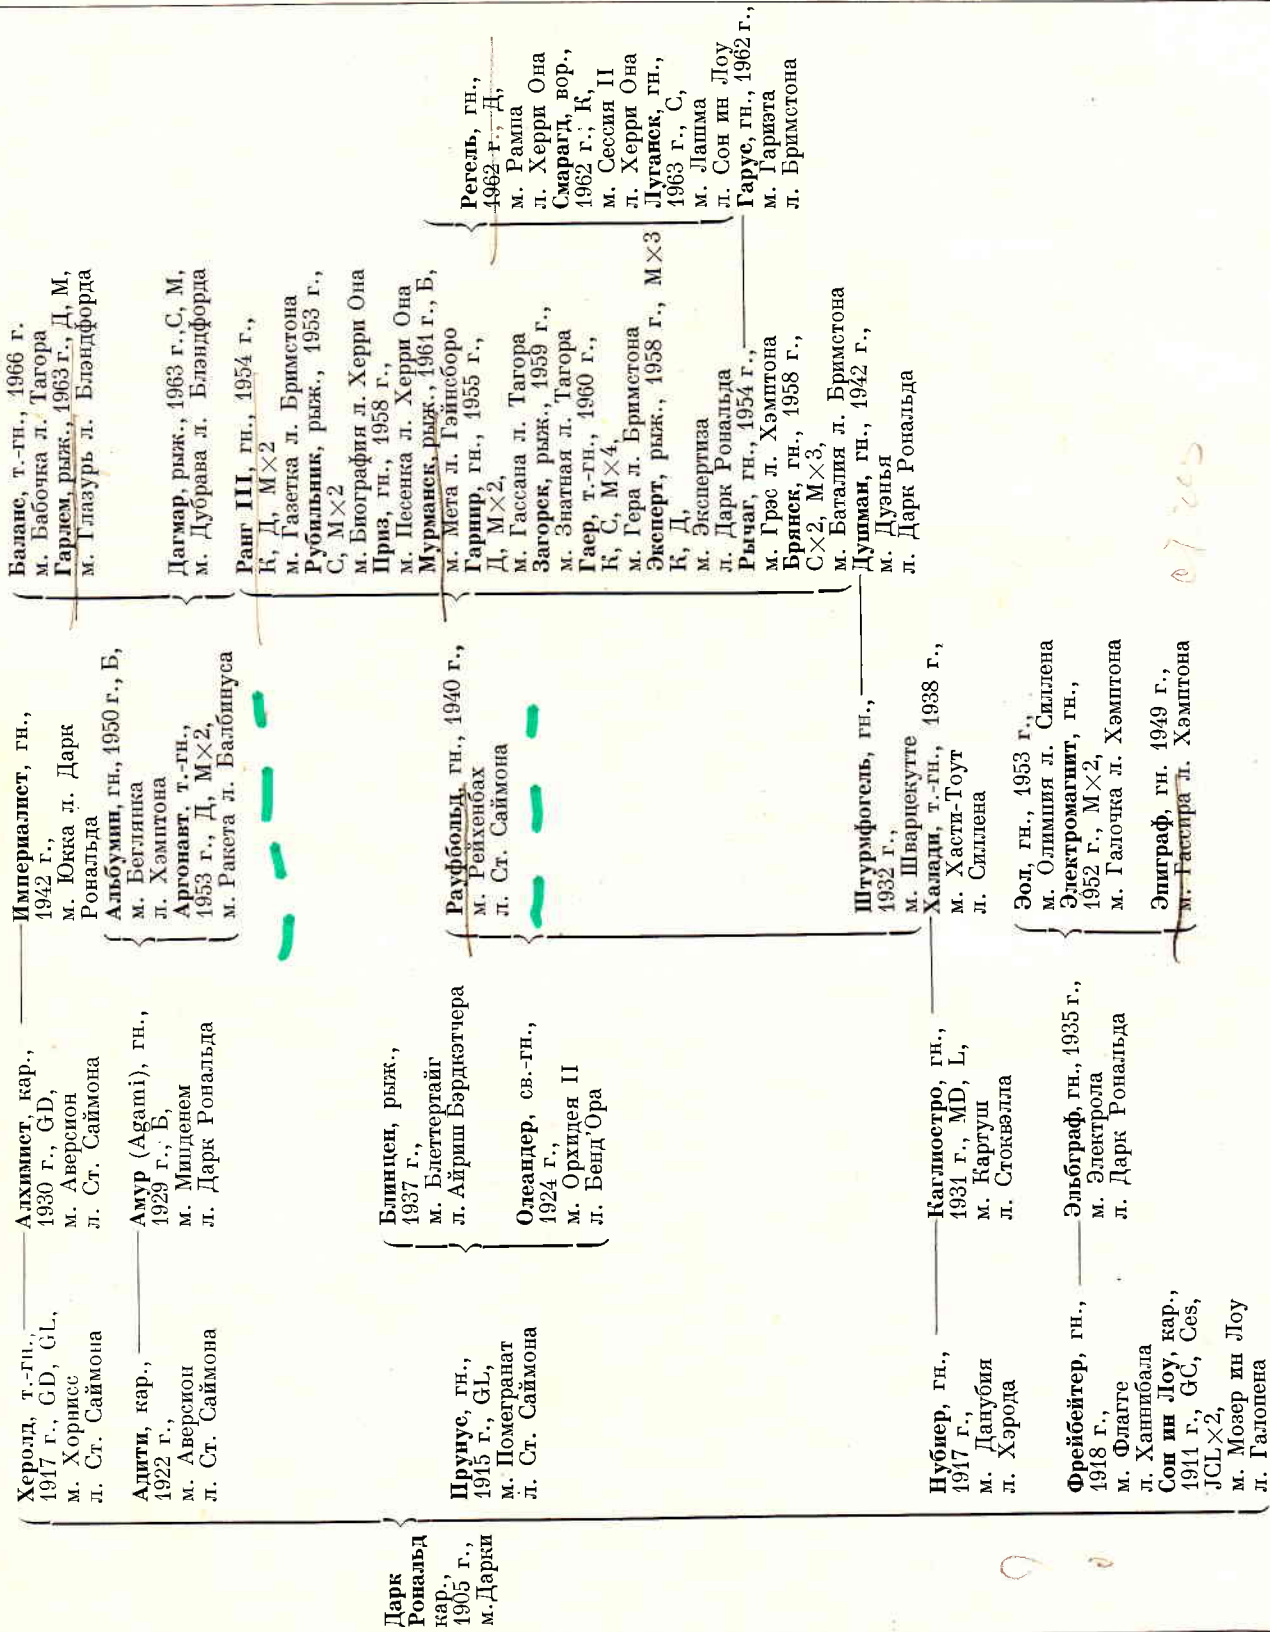 Дарк
Рональд
кар.,
1905 г.,
м.Дарки
Херолд, т.-гн.,
1917 г., GD, GL,
м. Хорнисс
л. Ст. Саймона
Адити, кар.,
1922 г.,
м. Аверсион
л. Ст. Саймона
Прунус, гн.,
1915 г., GL,
м. Помегранат
л. Ст. Саймона
Нубиер, гн.,
1917 г.,
м. Данубия
л. Хэрода
Фрейбейтер, гн.,
1918 г.,
м. Флагге
л. Ханнибала
Сон ин Лоу, кар.,
1911 г., GC, Ces,
JCL×2,
м. Мозер ин Лоу
л. Галопена
Алхимист, кар.,
1930 г., GD,
м. Аверсион
л. Ст. Саймона
Амур (Agami), гн.,
1929 г., Б,
м. Минденем
л. Дарк Рональда
Блинцен, рыж.,
1937 г.,
м. Блеттертайг
л. Айриш Бэрдкэтчера
Олеандер, св.-гн.,
1924 г.,
м. Орхидея II
л. Бенд'Ора
Каглиостро, гн.,
1931 г., MD, L,
м. Картуш
л. Стоквэлла
Эльбграф, гн., 1935 г.,
м. Электрола
л. Дарк Рональда
Империалист, гн.,
1942 г.,
м. Юкка л. Дарк
Рональда
Альбумин, гн., 1950 г., Б,
м. Беглянка
л. Хэмптона
Аргонавт. т.-гн.,
1953 г., Д, М×2,
м. Ракета л. Балбинуса
Рауфбольд, гн., 1940 г.,
м. Рейхенбах
л. Ст. Саймона
Штурмфогель, гн.,
1932 г.,
м. Шварцекутте
Халади, т.-гн., 1938 г.,
м. Хасти-Тоут
л. Силлена
Эол, гн., 1953 г.,
м. Олимпия л. Силлена
Электромагнит, гн.,
1952 г., М×2,
м. Галочка л. Хэмптона
Эпиграф, гн. 1949 г.,
м. Гассира л. Хэмптона
Баланс, т.-гн., 1966 г.
м. Бабочка л. Тагора
Гарлем, рыж., 1963 г., Д, М,
м. Глазурь л. Блэндфорда
Дагмар, рыж., 1963 г., С, М,
м. Дубрава л. Блэндфорда
Ранг III, гн., 1954 г.,
К, Д, М×2
м. Газетка л. Бримстона
Рубильник, рыж., 1953 г.,
С, М×2
м. Биография л. Херри Она
Приз, гн., 1958 г.,
м. Песенка л. Херри Она
Мурманск, рыж., 1961 г., Б,
м. Мета л. Гэйнсборо
Гарнир, гн., 1955 г.,
Д, М×2,
м. Гассана л. Тагора
Загорск, рыж., 1959 г.,
м. Знатная л. Тагора
Гаер, т.-гн., 1960 г.,
К, С, М×4,
м. Гера л. Бримстона
Эксперт, рыж., 1958 г., М×3
К, Д,
м. Экспертиза
л. Дарк Рональда
Рычаг, гн., 1954 г.,
м. Грэс л. Хэмптона
Брянск, гн., 1958 г.,
С×2, М×3,
м. Баталия л. Бримстона
Душман, гн., 1942 г.,
м. Дуэнья
л. Дарк Рональда
Регель, гн.,
1962 г., Д,
м. Рампа
л. Херри Она
Смарагд, вор.,
1962 г., К,
м. Сессия II
л. Херри Она
Луганск, гн.,
1963 г., С,
м. Лашма
л. Сон ин Лоу
Гарус, гн., 1962 г.,
м. Гариэта
л. Бримстона